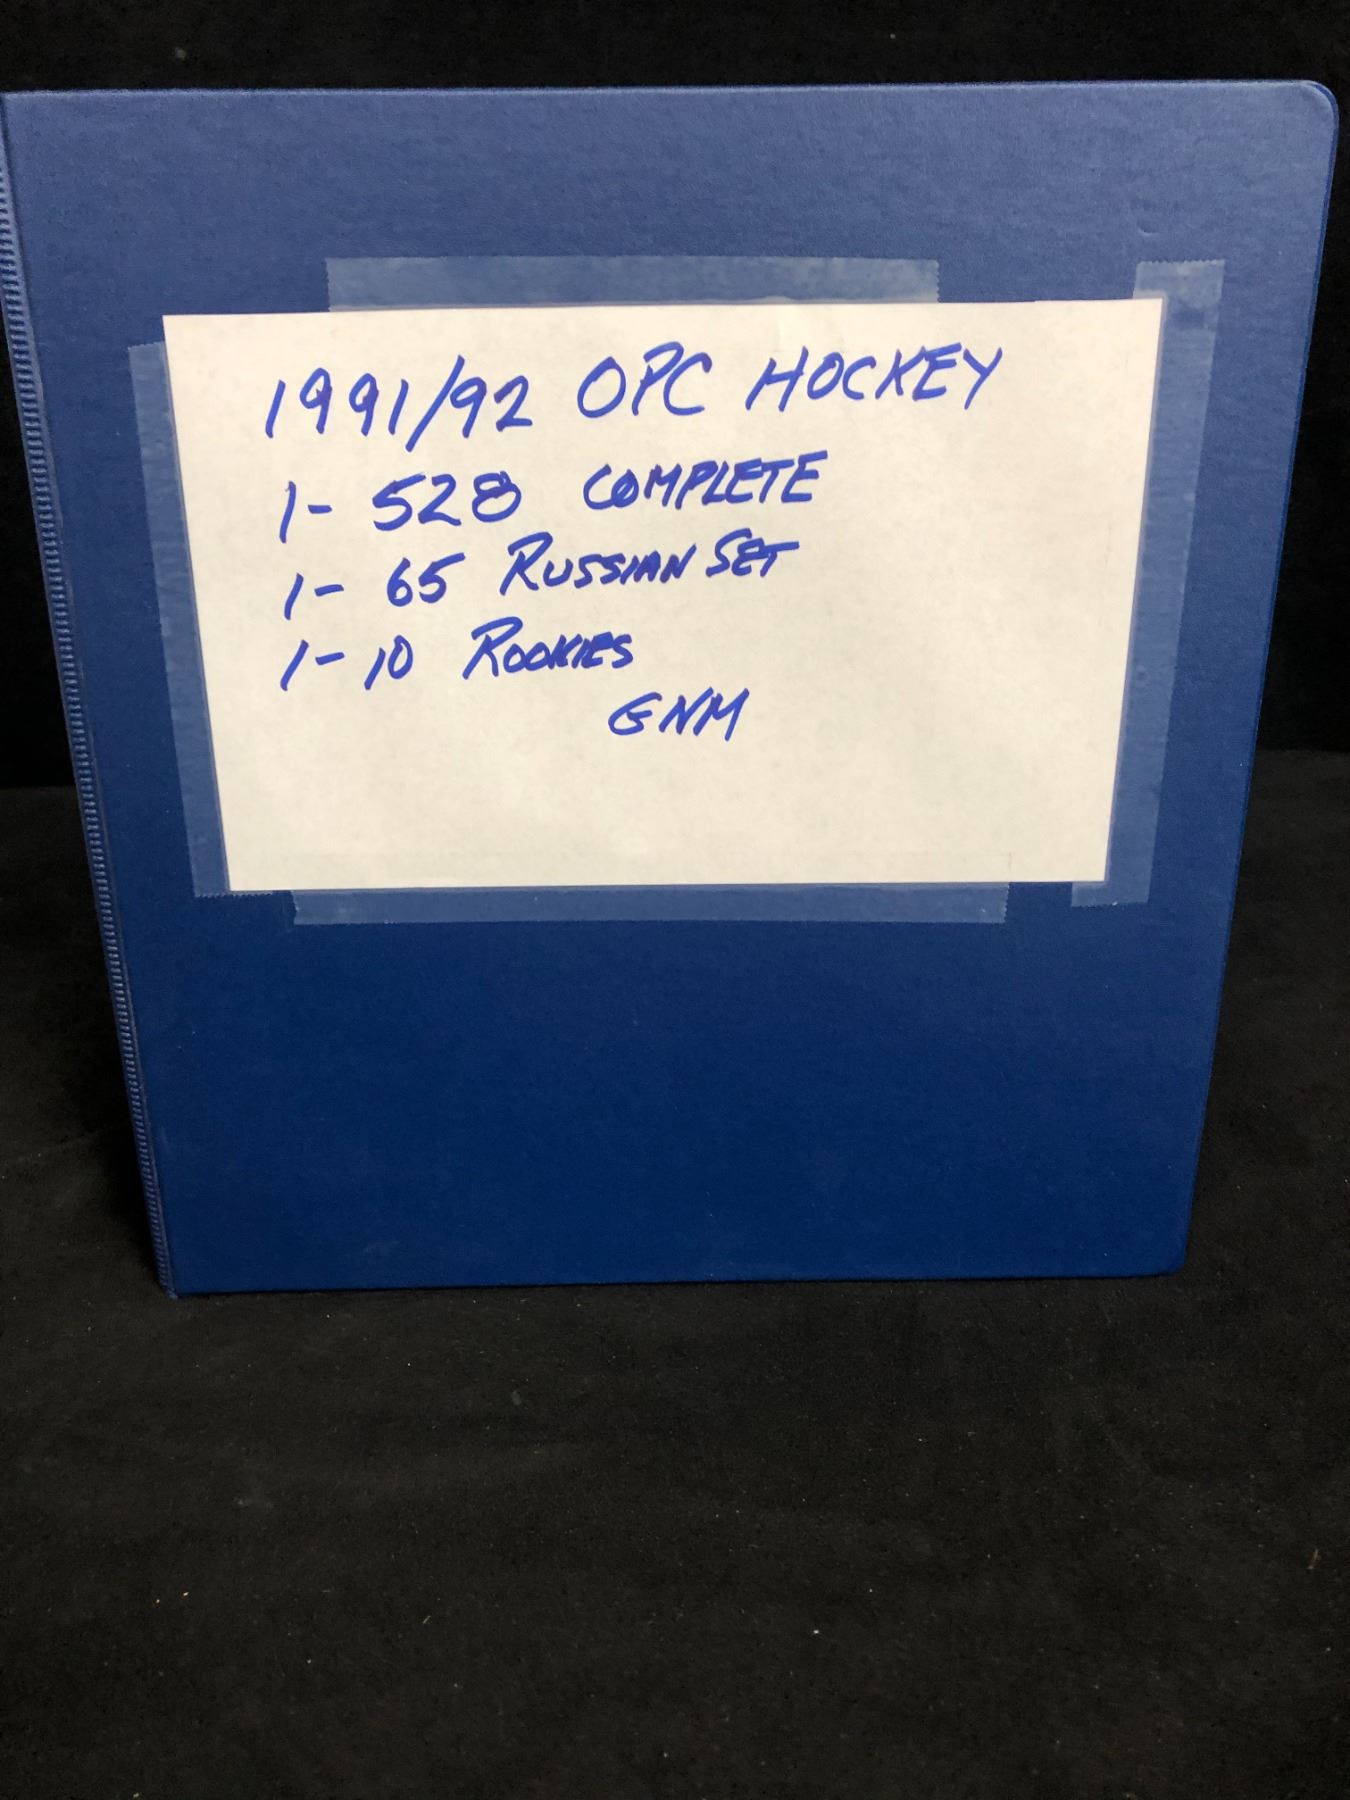 1991/92 OPC HOCKEY
1- 528 COMPLETE
1- 65 RUSSIAN SET
1- 10 ROOKIES
GNM